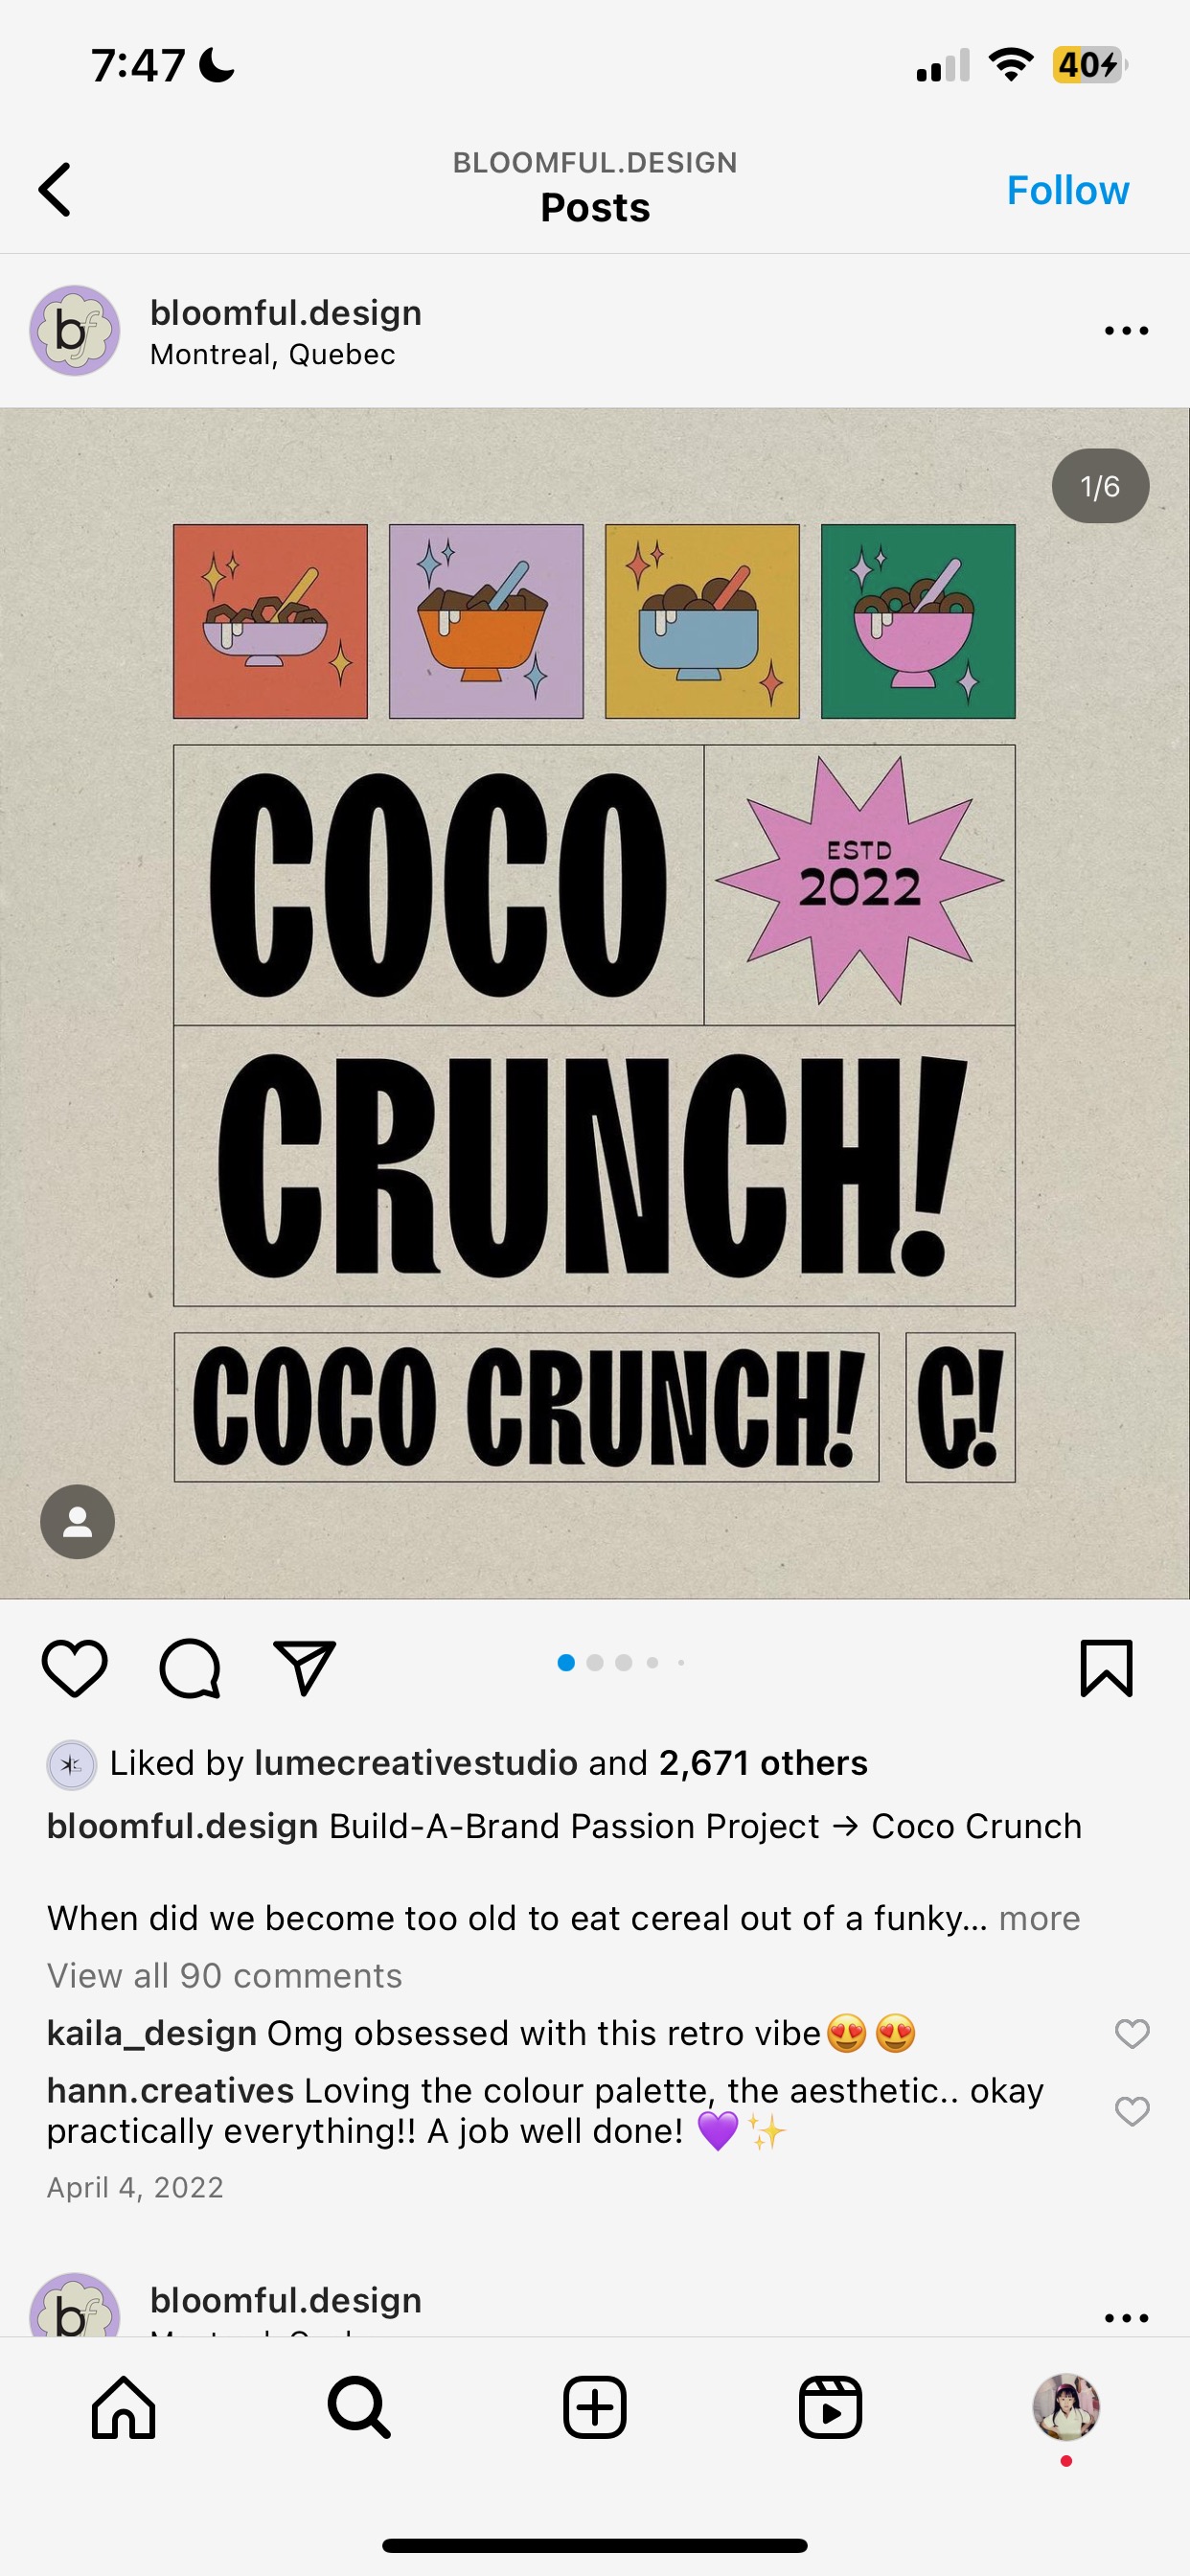 7:47
40
BLOOMFUL.DESIGN
Posts
Follow
bf
bloomful.design
Montreal, Quebec
1/6
COCO
ESTD
2022
CRUNCH!
COCO CRUNCH!
C!
Liked by lumecreativestudio and 2,671 others
bloomful.design Build-A-Brand Passion Project → Coco Crunch
When did we become too old to eat cereal out of a funky... more
View all 90 comments
kaila_design Omg obsessed with this retro vibe😍😍
hann.creatives Loving the colour palette, the aesthetic.. okay
practically everything!! A job well done! 💜✨
April 4, 2022
bf
bloomful.design